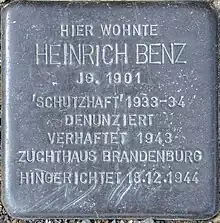 HIER WOHNTE
HEINRICH BENZ
JG. 1901
'SCHUTZHAFT' 1933-34
DENUNZIERT
VERHAFTET 1943
ZUCHTHAUS BRANDENBURG
HINGERICHTET 18.12.1944